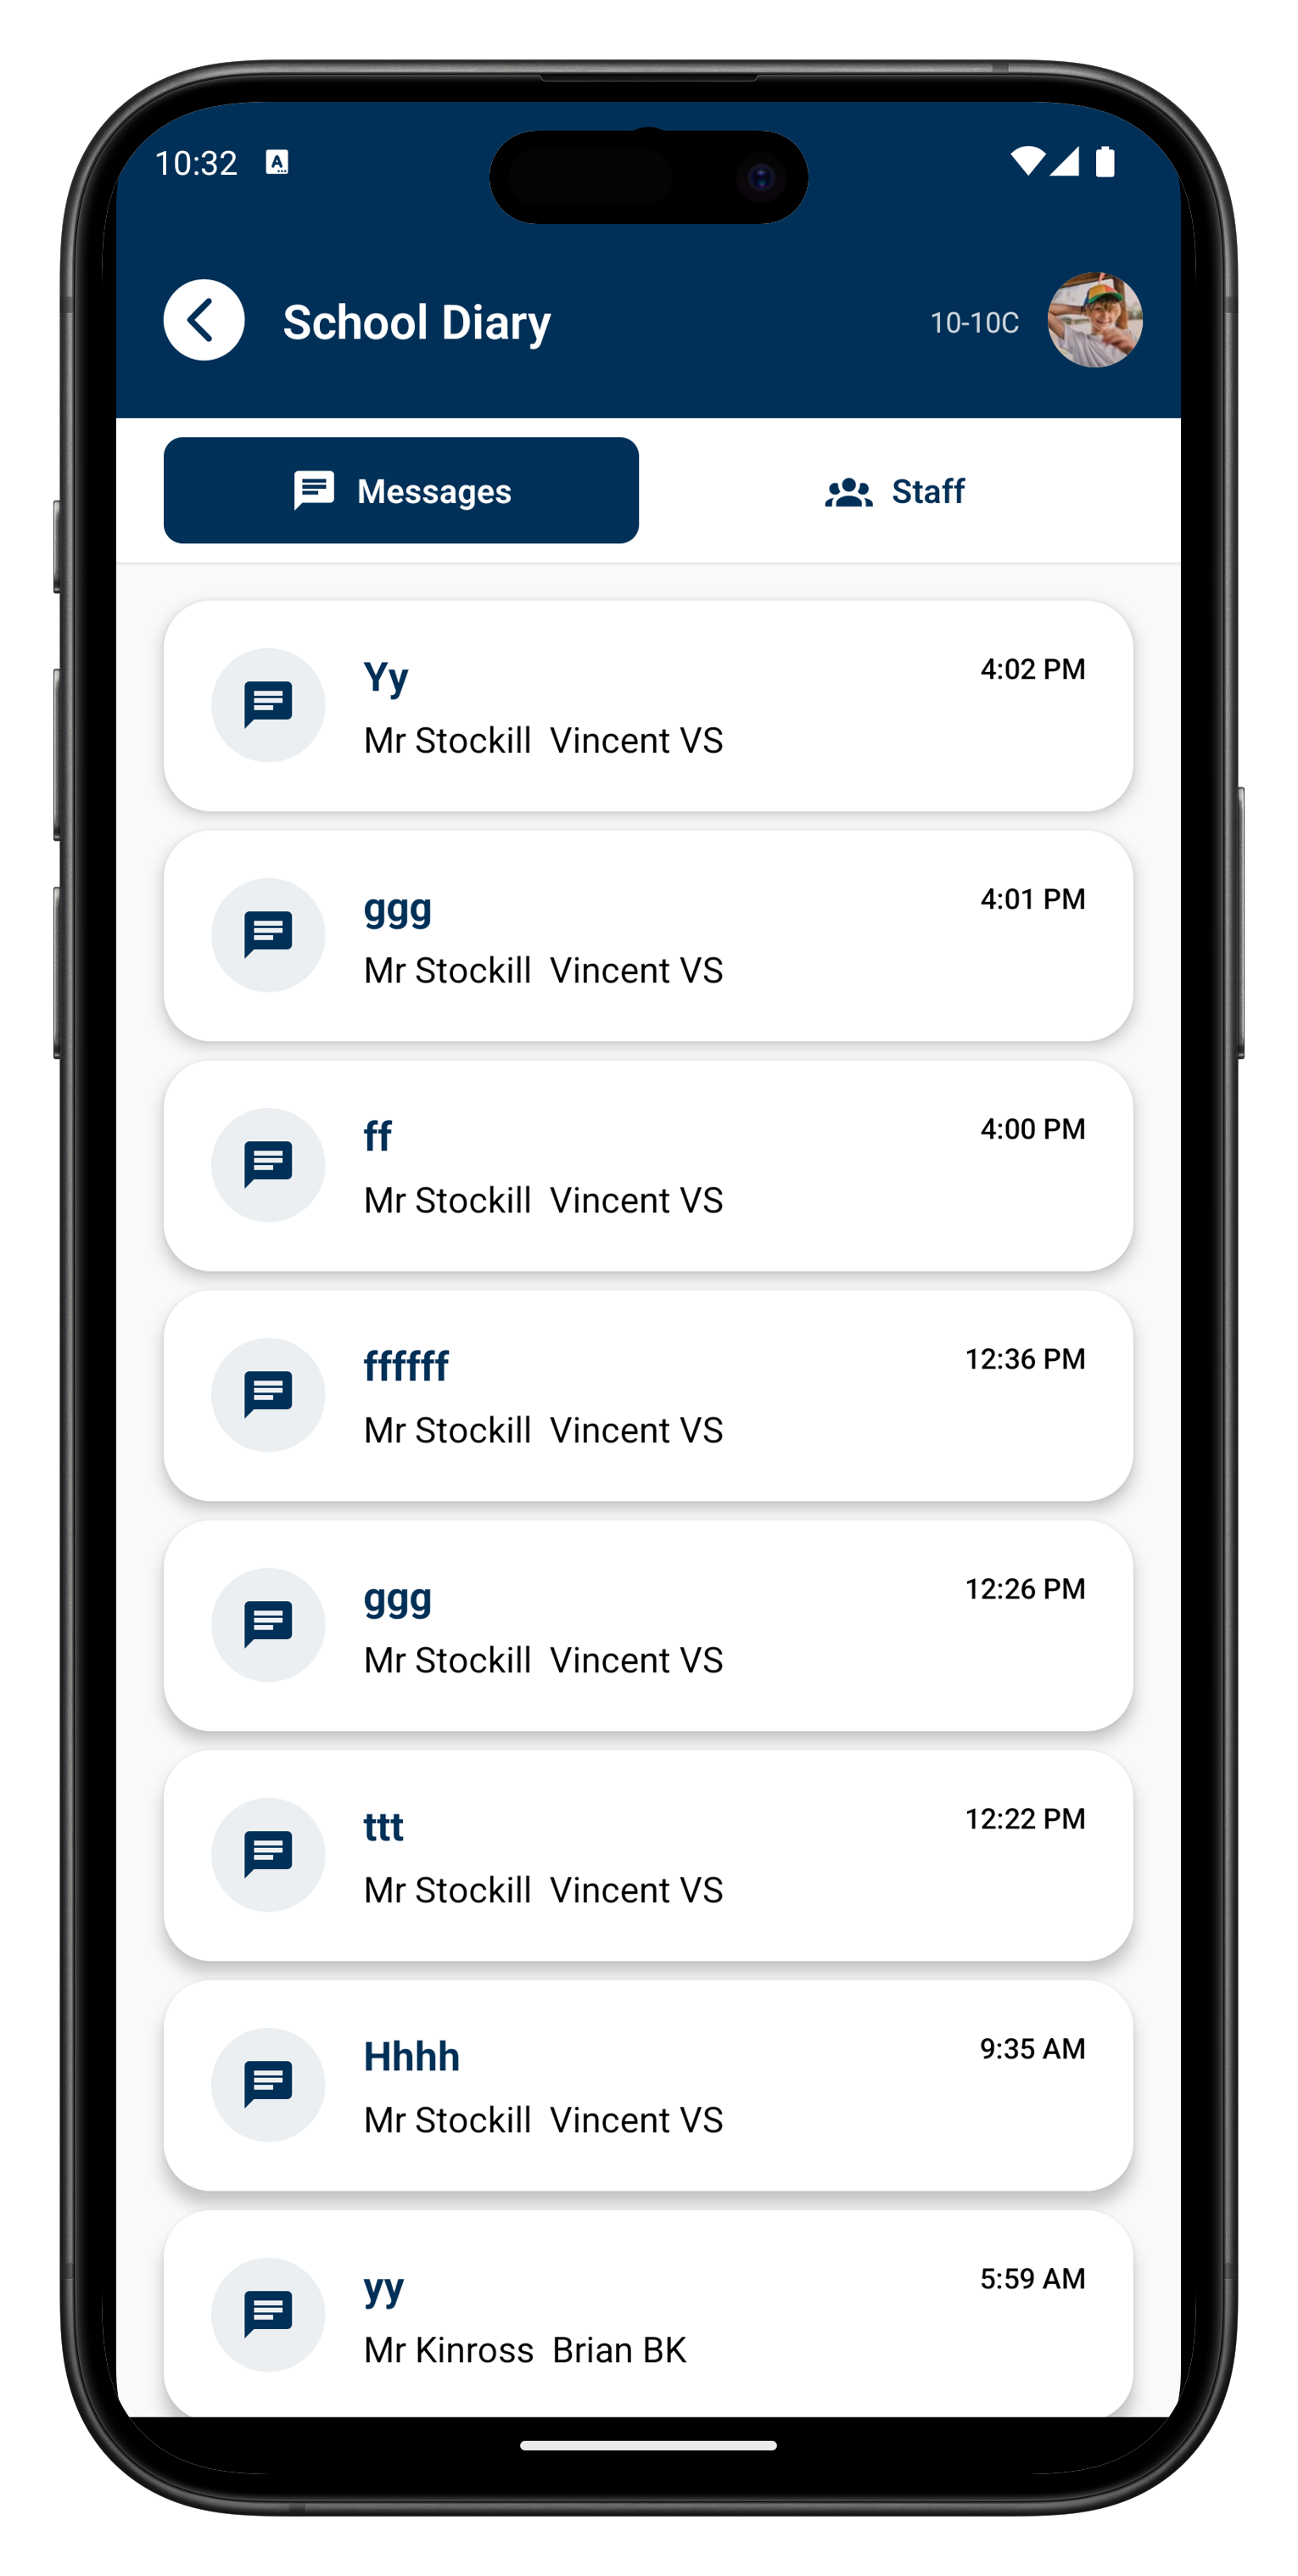 10:32
School Diary
10-10C
Messages
Staff
Yy
4:02 PM
Mr Stockill  Vincent VS
ggg
4:01 PM
Mr Stockill  Vincent VS
ff
4:00 PM
Mr Stockill  Vincent VS
ffffff
12:36 PM
Mr Stockill  Vincent VS
ggg
12:26 PM
Mr Stockill  Vincent VS
ttt
12:22 PM
Mr Stockill  Vincent VS
Hhhh
9:35 AM
Mr Stockill  Vincent VS
yy
5:59 AM
Mr Kinross  Brian BK